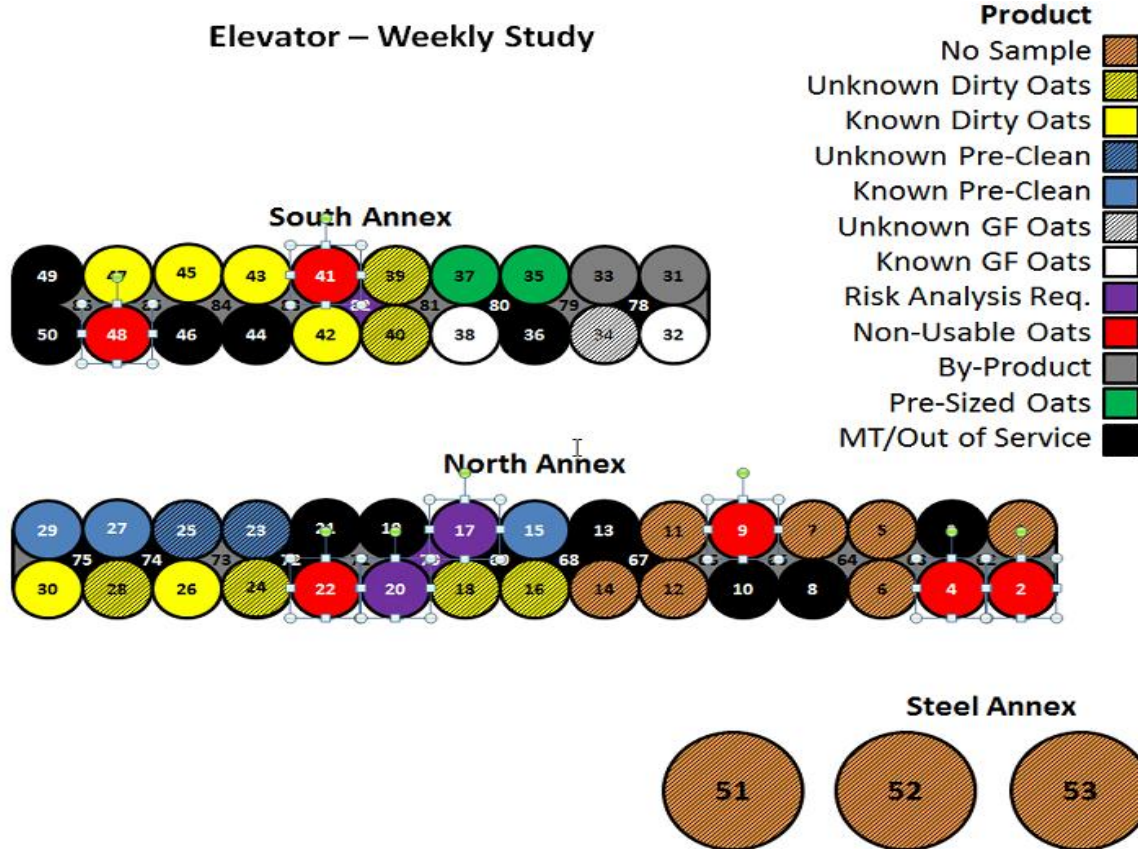 Elevator – Weekly Study
Product
No Sample
Unknown Dirty Oats
Known Dirty Oats
Unknown Pre-Clean
Known Pre-Clean
Unknown GF Oats
Known GF Oats
Risk Analysis Req.
Non-Usable Oats
By-Product
Pre-Sized Oats
MT/Out of Service
South Annex
49 47 45 43 41 39 37 35 33 31
84 82 81 80 79 78
50 48 46 44 42 40 38 36 34 32
North Annex
29 27 25 23 21 19 17 15 13 11 9 7 5
75 74 73 72 68 67 64
30 28 26 24 22 20 18 16 14 12 10 8 6 4 2
Steel Annex
51 52 53